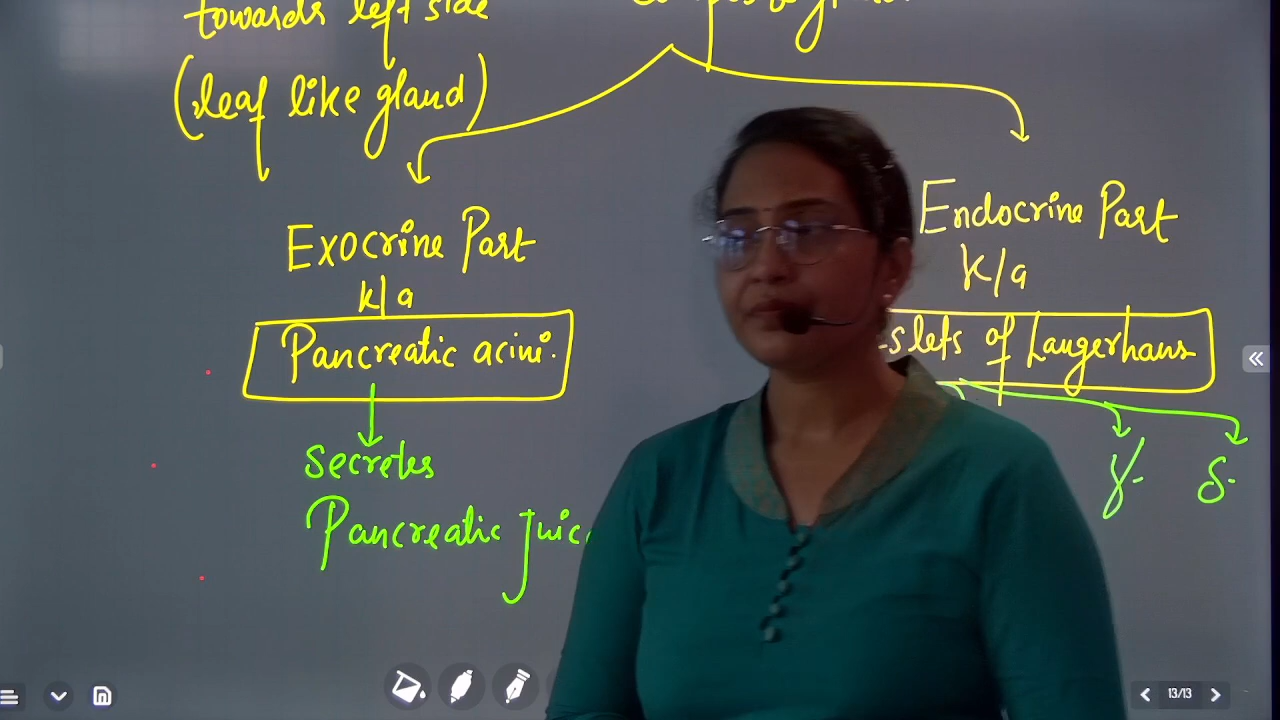 towards left side
(leaf like gland)
Exocrine Part
k/a
Pancreatic acini.
Secretes
Pancreatic Juic
Endocrine Part
K/a
slets of Langerhans
γ-
δ-
13/13